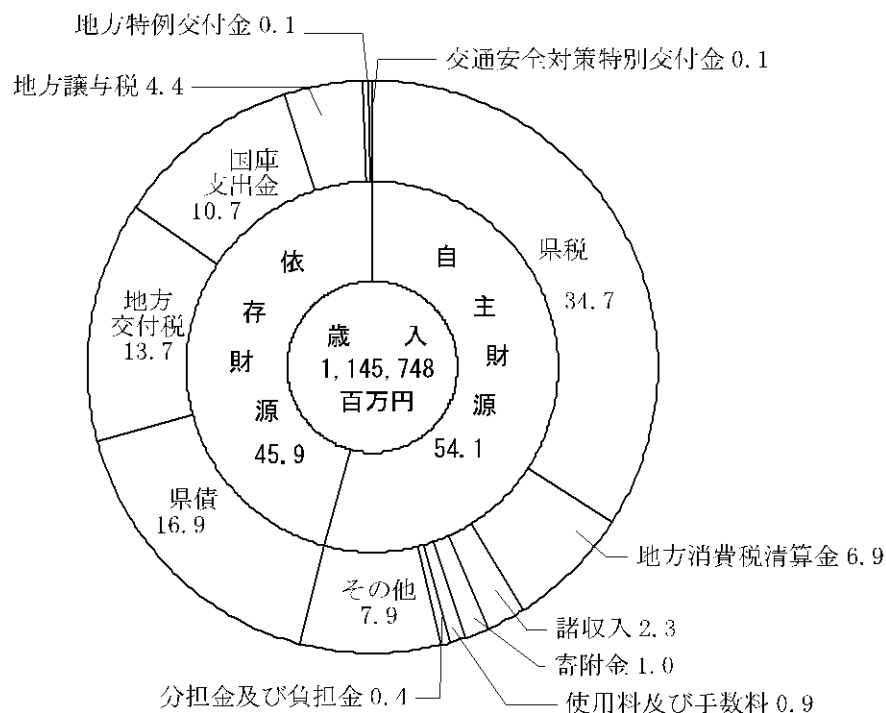 地方特例交付金 0.1
交通安全対策特別交付金 0.1
地方譲与税 4.4
国庫
支出金
10.7
県税
34.7
依存財源
45.9
自主財源
54.1
歳　入
1,145,748
百万円
地方
交付税
13.7
県債
16.9
その他
7.9
地方消費税清算金 6.9
諸収入 2.3
寄附金 1.0
使用料及び手数料 0.9
分担金及び負担金 0.4